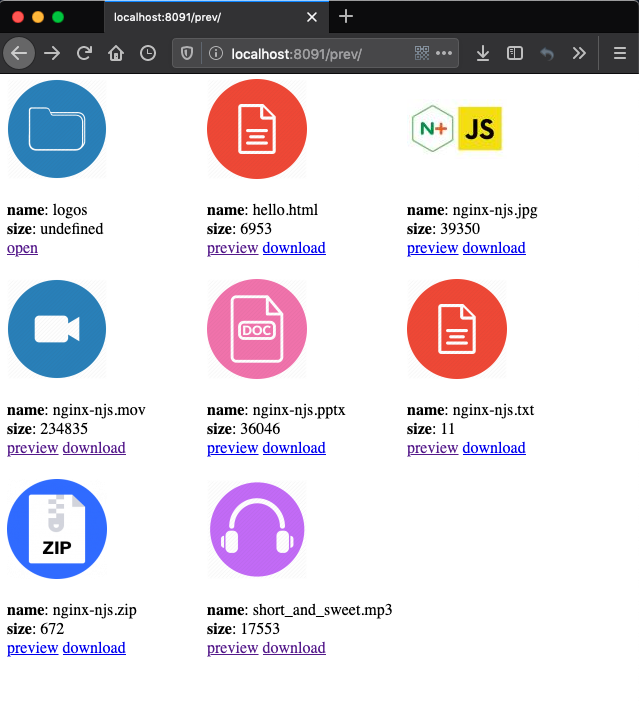 localhost:8091/prev/
localhost:8091/prev/
N+ JS
name: logos
size: undefined
open
name: hello.html
size: 6953
preview download
name: nginx-njs.jpg
size: 39350
preview download
DOC
name: nginx-njs.mov
size: 234835
preview download
name: nginx-njs.pptx
size: 36046
preview download
name: nginx-njs.txt
size: 11
preview download
ZIP
name: nginx-njs.zip
size: 672
preview download
name: short_and_sweet.mp3
size: 17553
preview download